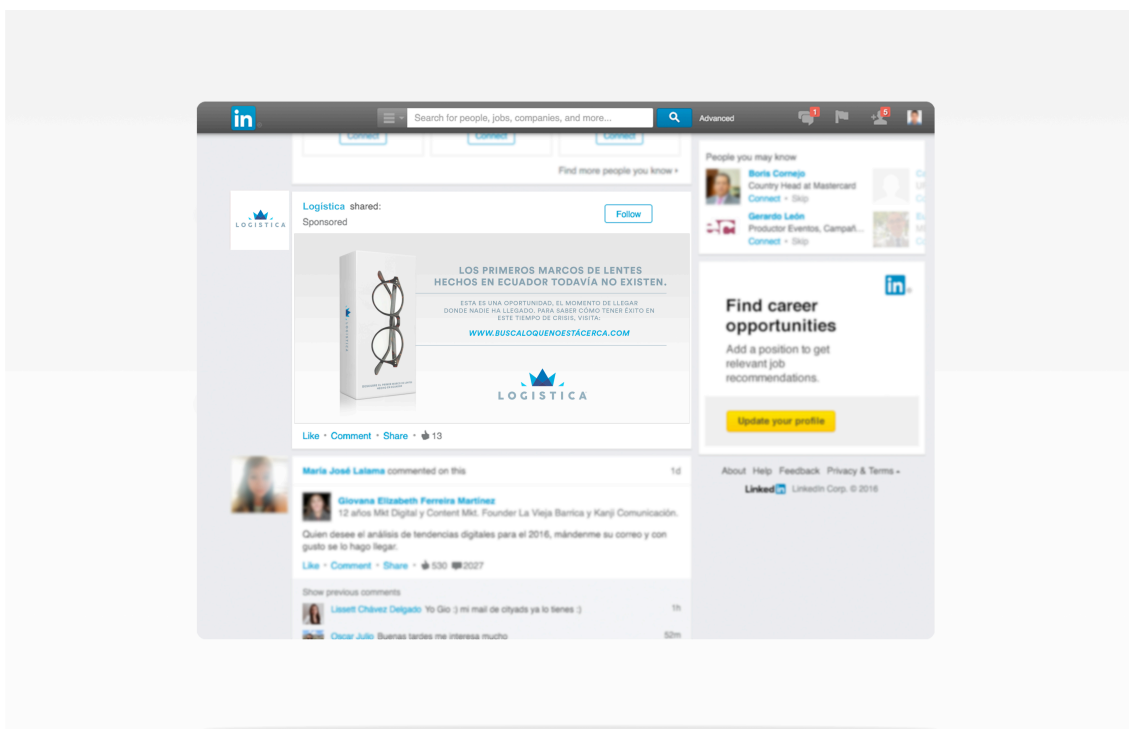 in
Search for people, jobs, companies, and more...
Advanced
1
5
Connect
Connect
Connect
Find more people you know
LOGISTICA
Logística shared:
Sponsored
Follow
LOS PRIMEROS MARCOS DE LENTES
HECHOS EN ECUADOR TODAVÍA NO EXISTEN.
ESTA ES UNA OPORTUNIDAD, EL MOMENTO DE LLEGAR
DONDE NADIE HA LLEGADO. PARA SABER CÓMO TENER ÉXITO EN
ESTE TIEMPO DE CRISIS, VISITA:
WWW.BUSCALOQUENOESTÁCERCA.COM
LOGISTICA
Like • Comment • Share • 13
María José Lalama commented on this
1d
Giovana Elizabeth Ferreira Martínez
12 años Mkt Digital y Content Mkt. Founder La Vieja Barrica y Kanji Comunicación.
Quien desee el análisis de tendencias digitales para el 2016, mándenme su correo y con
gusto se lo hago llegar.
Like • Comment • Share • 530 2027
Show previous comments
Lissett Chávez Delgado Yo Gio :) mi mail de cityads ya lo tienes :)
1h
Oscar Julio Buenas tardes me interesa mucho
52m
People you may know
Boris Cornejo
Country Head at Mastercard
Connect • Skip
Gerardo León
Productor Eventos, Campañ...
Connect • Skip
in
Find career
opportunities
Add a position to get
relevant job
recommendations.
Update your profile
About Help Feedback Privacy & Terms
Linked in LinkedIn Corp. © 2016